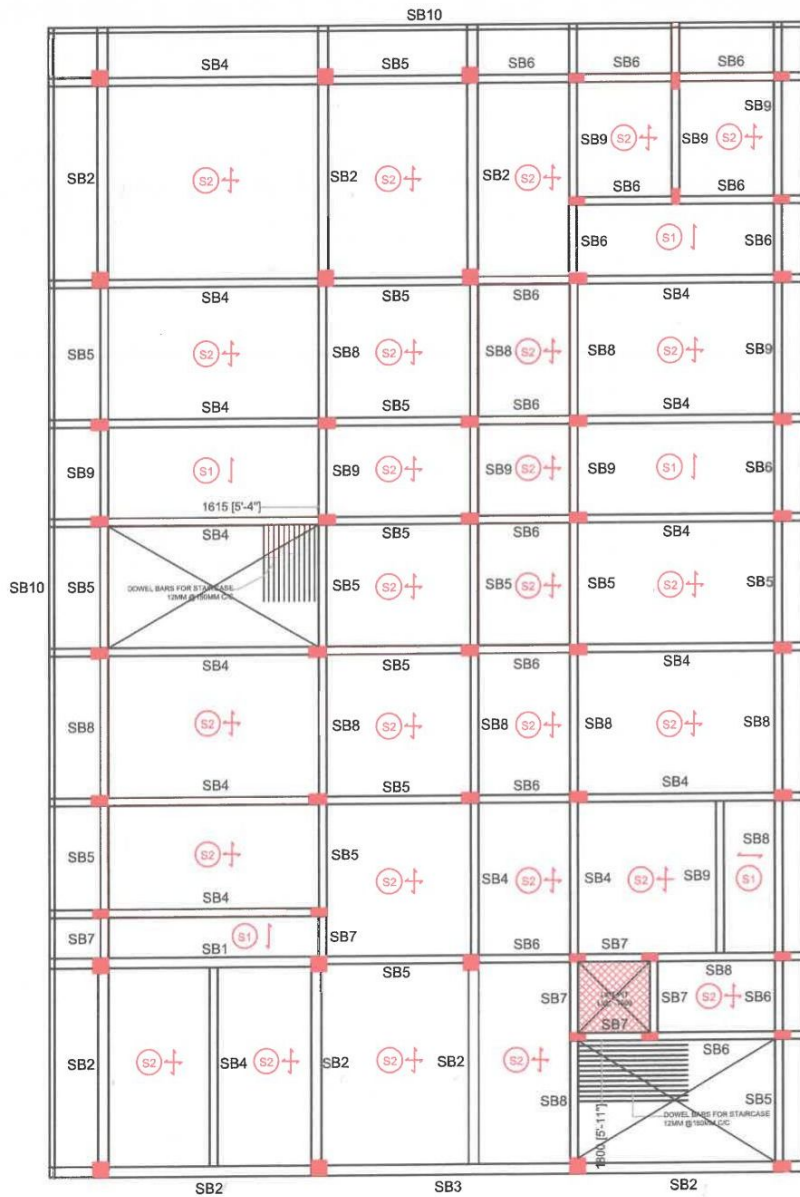 SB10
SB4 SB5 SB6 SB6 SB6
SB9
SB2 S2 SB2 S2 SB2 S2 SB9 S2 SB9 S2
SB6 SB6
SB6 S1 SB6
SB4 SB5 SB6 SB4
SB5 S2 SB8 S2 SB8 S2 SB8 S2 SB9
SB4 SB5 SB6 SB4
SB9 S1 SB9 S2 SB9 S2 SB9 S1 SB6
1615 [5'-4"]
SB4 SB5 SB6 SB4
SB10 SB5 SB5 S2 SB5 S2 SB5 S2 SB5
DOWEL BARS FOR STAIRCASE
12MM @150MM C/C
SB4 SB5 SB6 SB4
SB8 S2 SB8 S2 SB8 S2 SB8 S2 SB8
SB4 SB5 SB6 SB4
SB8
SB5 S2 SB5
S2 SB4 S2 SB4 S2 SB9 S1
SB4
SB7 S1 SB7
SB1 SB6 SB7
SB5 SB8
SB7 SB7 S2 SB6
SB7
SB6
SB2 S2 SB4 S2 SB2 S2 SB2 S2
SB8 SB5
1800 [5'-11"]
DOWEL BARS FOR STAIRCASE
12MM @150MM C/C
SB2 SB3 SB2